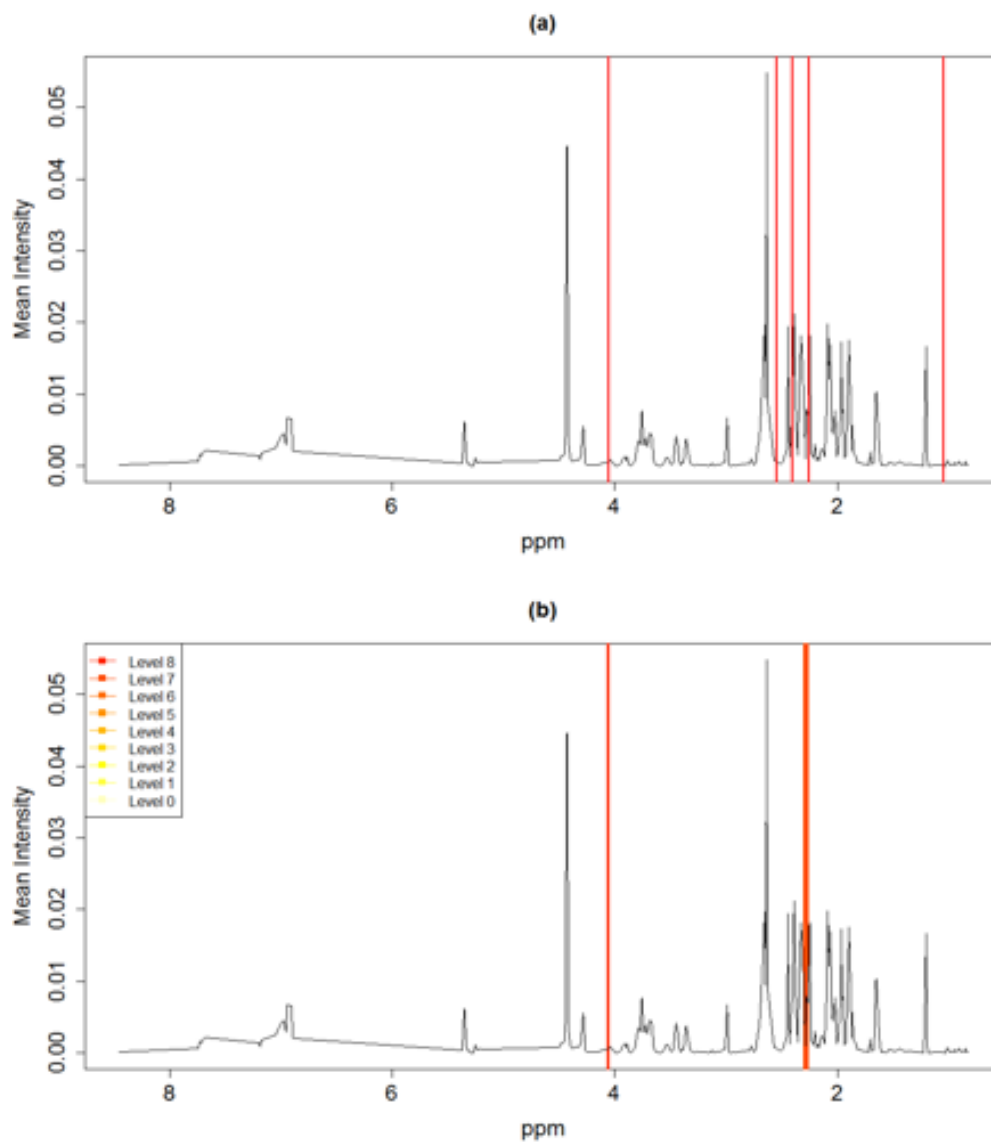 (a)
Mean Intensity
0.05
0.04
0.03
0.02
0.01
0.00
8 6 4 2
ppm
(b)
Level 8
Level 7
Level 6
Level 5
Level 4
Level 3
Level 2
Level 1
Level 0
Mean Intensity
0.05
0.04
0.03
0.02
0.01
0.00
8 6 4 2
ppm